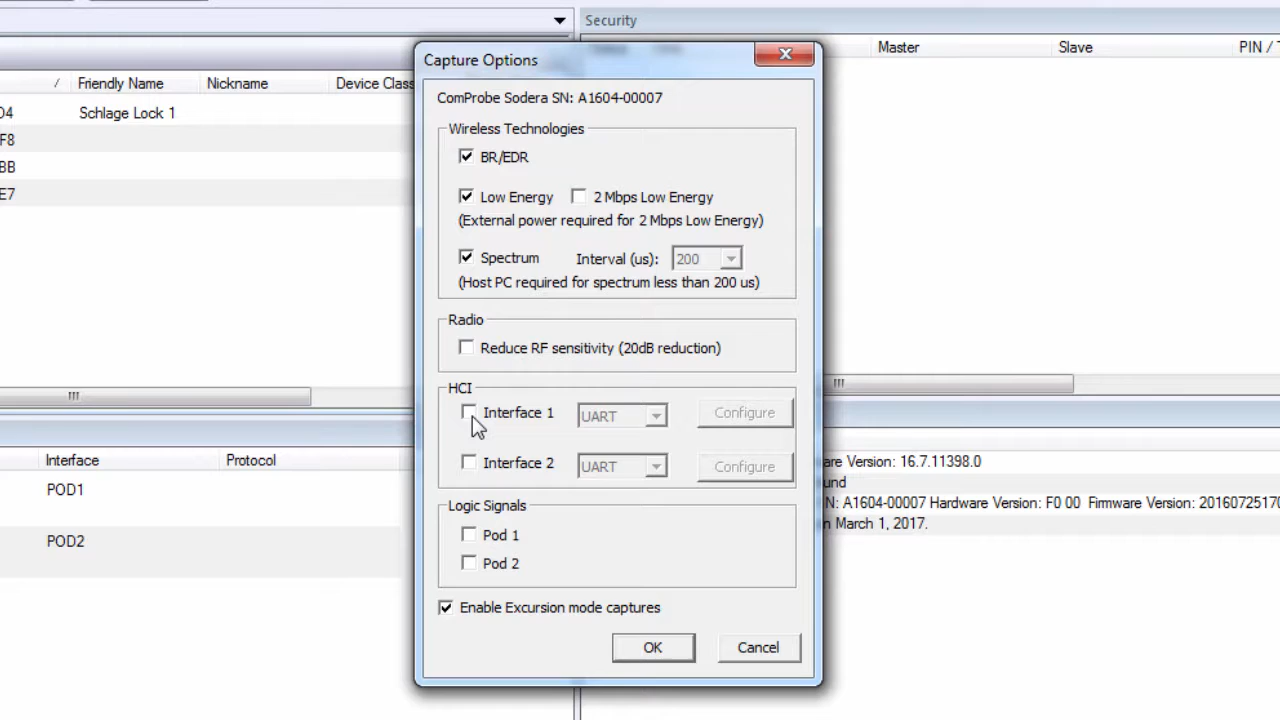 Security
Master Slave PIN / T
/ Friendly Name Nickname Device Class
D4 Schlage Lock 1
F8
BB
E7
Capture Options
ComProbe Sodera SN: A1604-00007
Wireless Technologies
BR/EDR
Low Energy 2 Mbps Low Energy
(External power required for 2 Mbps Low Energy)
Spectrum Interval (us): 200
(Host PC required for spectrum less than 200 us)
Radio
Reduce RF sensitivity (20dB reduction)
HCI
Interface 1 UART Configure
Interface 2 UART Configure
Logic Signals
Pod 1
Pod 2
Enable Excursion mode captures
OK Cancel
Interface Protocol
POD1
POD2
are Version: 16.7.11398.0
und
N: A1604-00007 Hardware Version: F0 00 Firmware Version: 2016072517
n March 1, 2017.